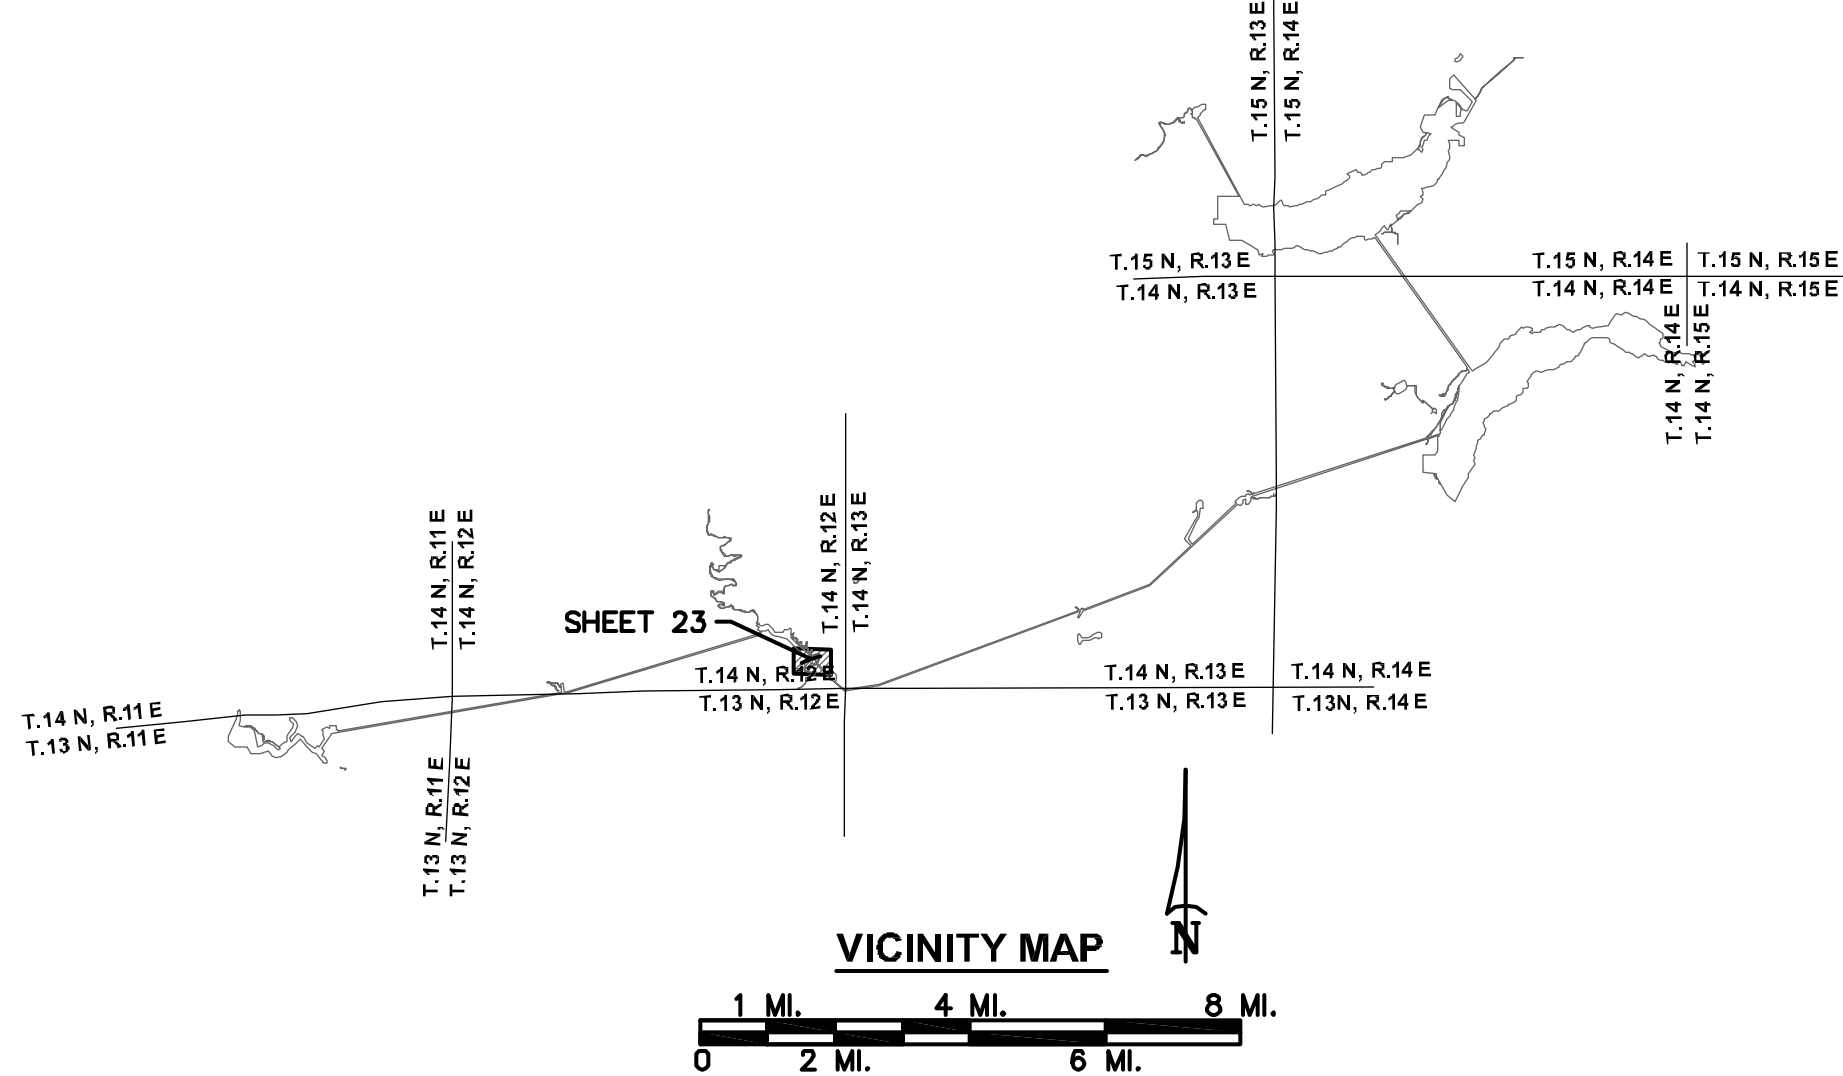 T.15 N, R.13 E
T.15 N, R.14 E
T.15 N, R.13 E
T.14 N, R.13 E
T.15 N, R.14 E
T.14 N, R.14 E
T.15 N, R.15 E
T.14 N, R.15 E
T.14 N, R.14 E
T.14 N, R.15 E
T.14 N, R.11 E
T.14 N, R.12 E
T.14 N, R.12 E
T.14 N, R.13 E
SHEET 23
T.14 N, R.12 E
T.13 N, R.12 E
T.14 N, R.13 E
T.13 N, R.13 E
T.14 N, R.14 E
T.13N, R.14 E
T.14 N, R.11 E
T.13 N, R.11 E
T.13 N, R.11 E
T.13 N, R.12 E
N
VICINITY MAP
1 MI. 4 MI. 8 MI.
0 2 MI. 6 MI.